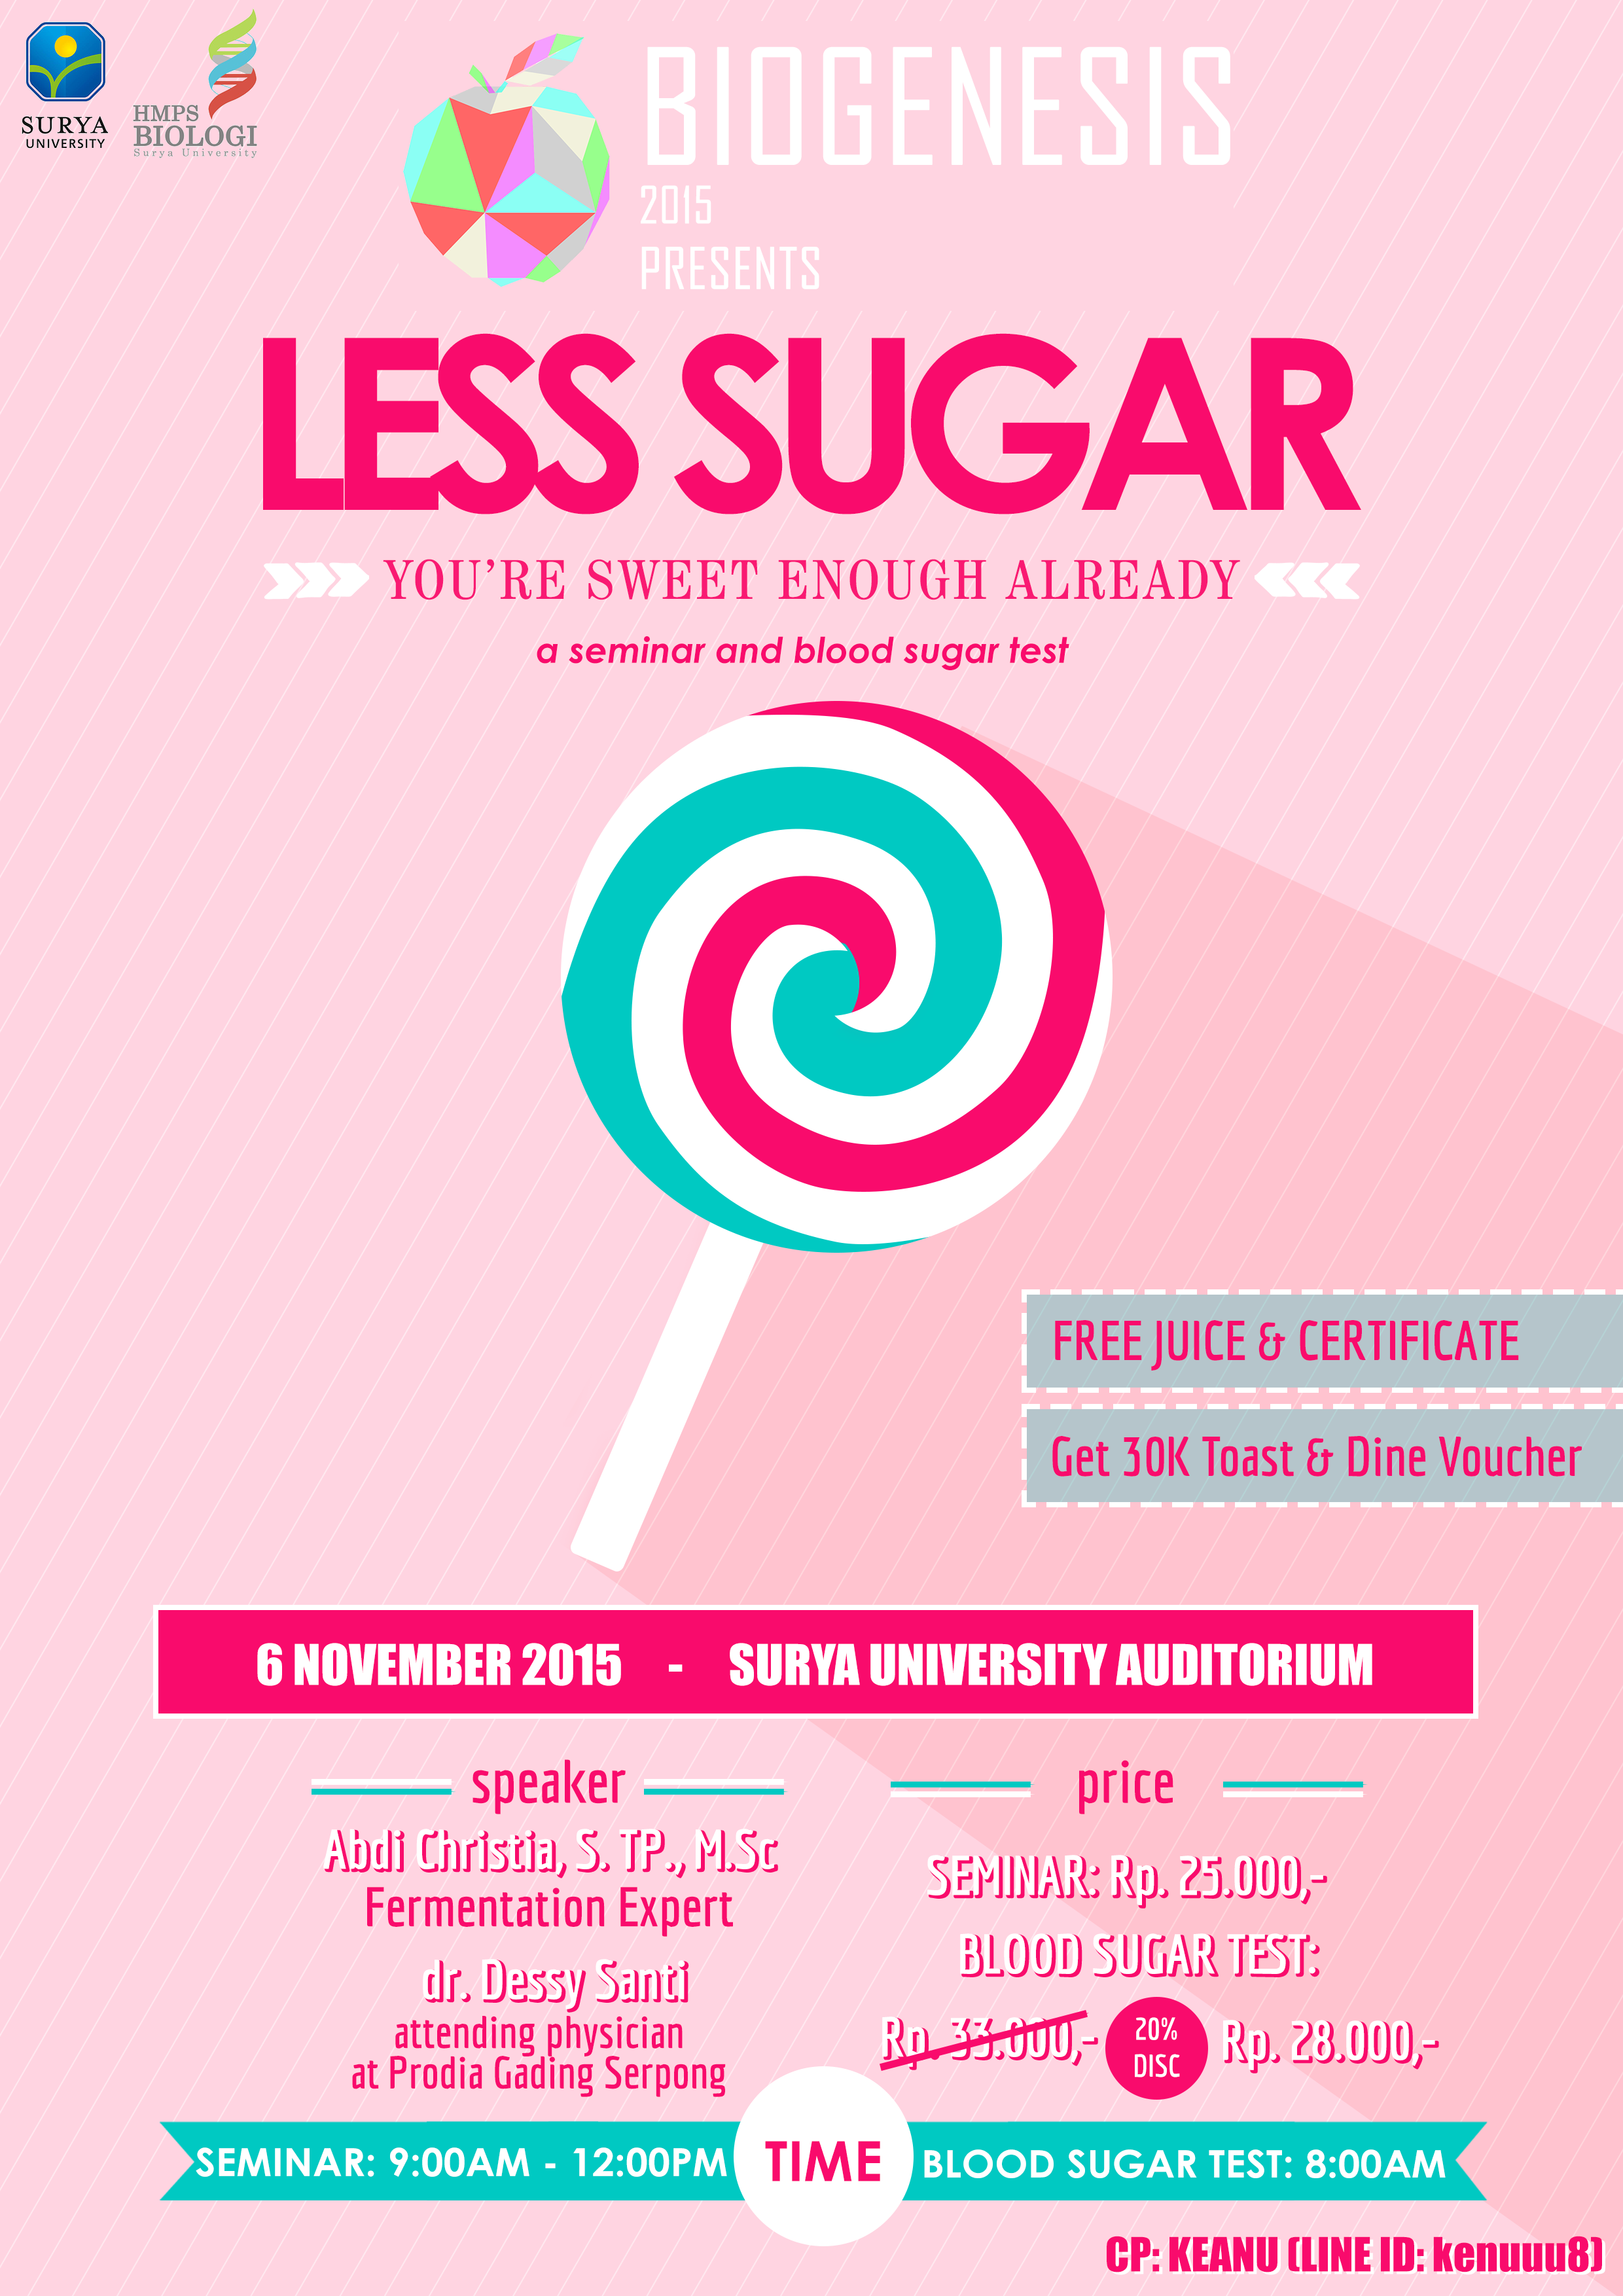 SURYA
UNIVERSITY
HMPS
BIOLOGI
Surya University
BIOGENESIS
2015
PRESENTS
LESS SUGAR
YOU'RE SWEET ENOUGH ALREADY
a seminar and blood sugar test
FREE JUICE & CERTIFICATE
Get 30K Toast & Dine Voucher
6 NOVEMBER 2015 - SURYA UNIVERSITY AUDITORIUM
speaker
Abdi Christia, S. TP., M.Sc
Fermentation Expert
dr. Dessy Santi
attending physician
at Prodia Gading Serpong
price
SEMINAR: Rp. 25.000,-
BLOOD SUGAR TEST:
Rp. 33.000,-
20%
DISC
Rp. 28.000,-
SEMINAR: 9:00AM - 12:00PM
TIME
BLOOD SUGAR TEST: 8:00AM
CP: KEANU (LINE ID: kenuuu8)